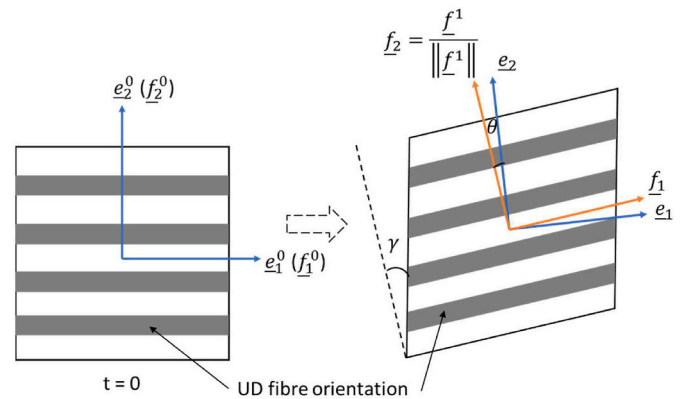 f₂ = f¹ / ‖f¹‖
e₂
e₂⁰ (f₂⁰)
θ
f₁
e₁
γ
e₁⁰ (f₁⁰)
t = 0
UD fibre orientation